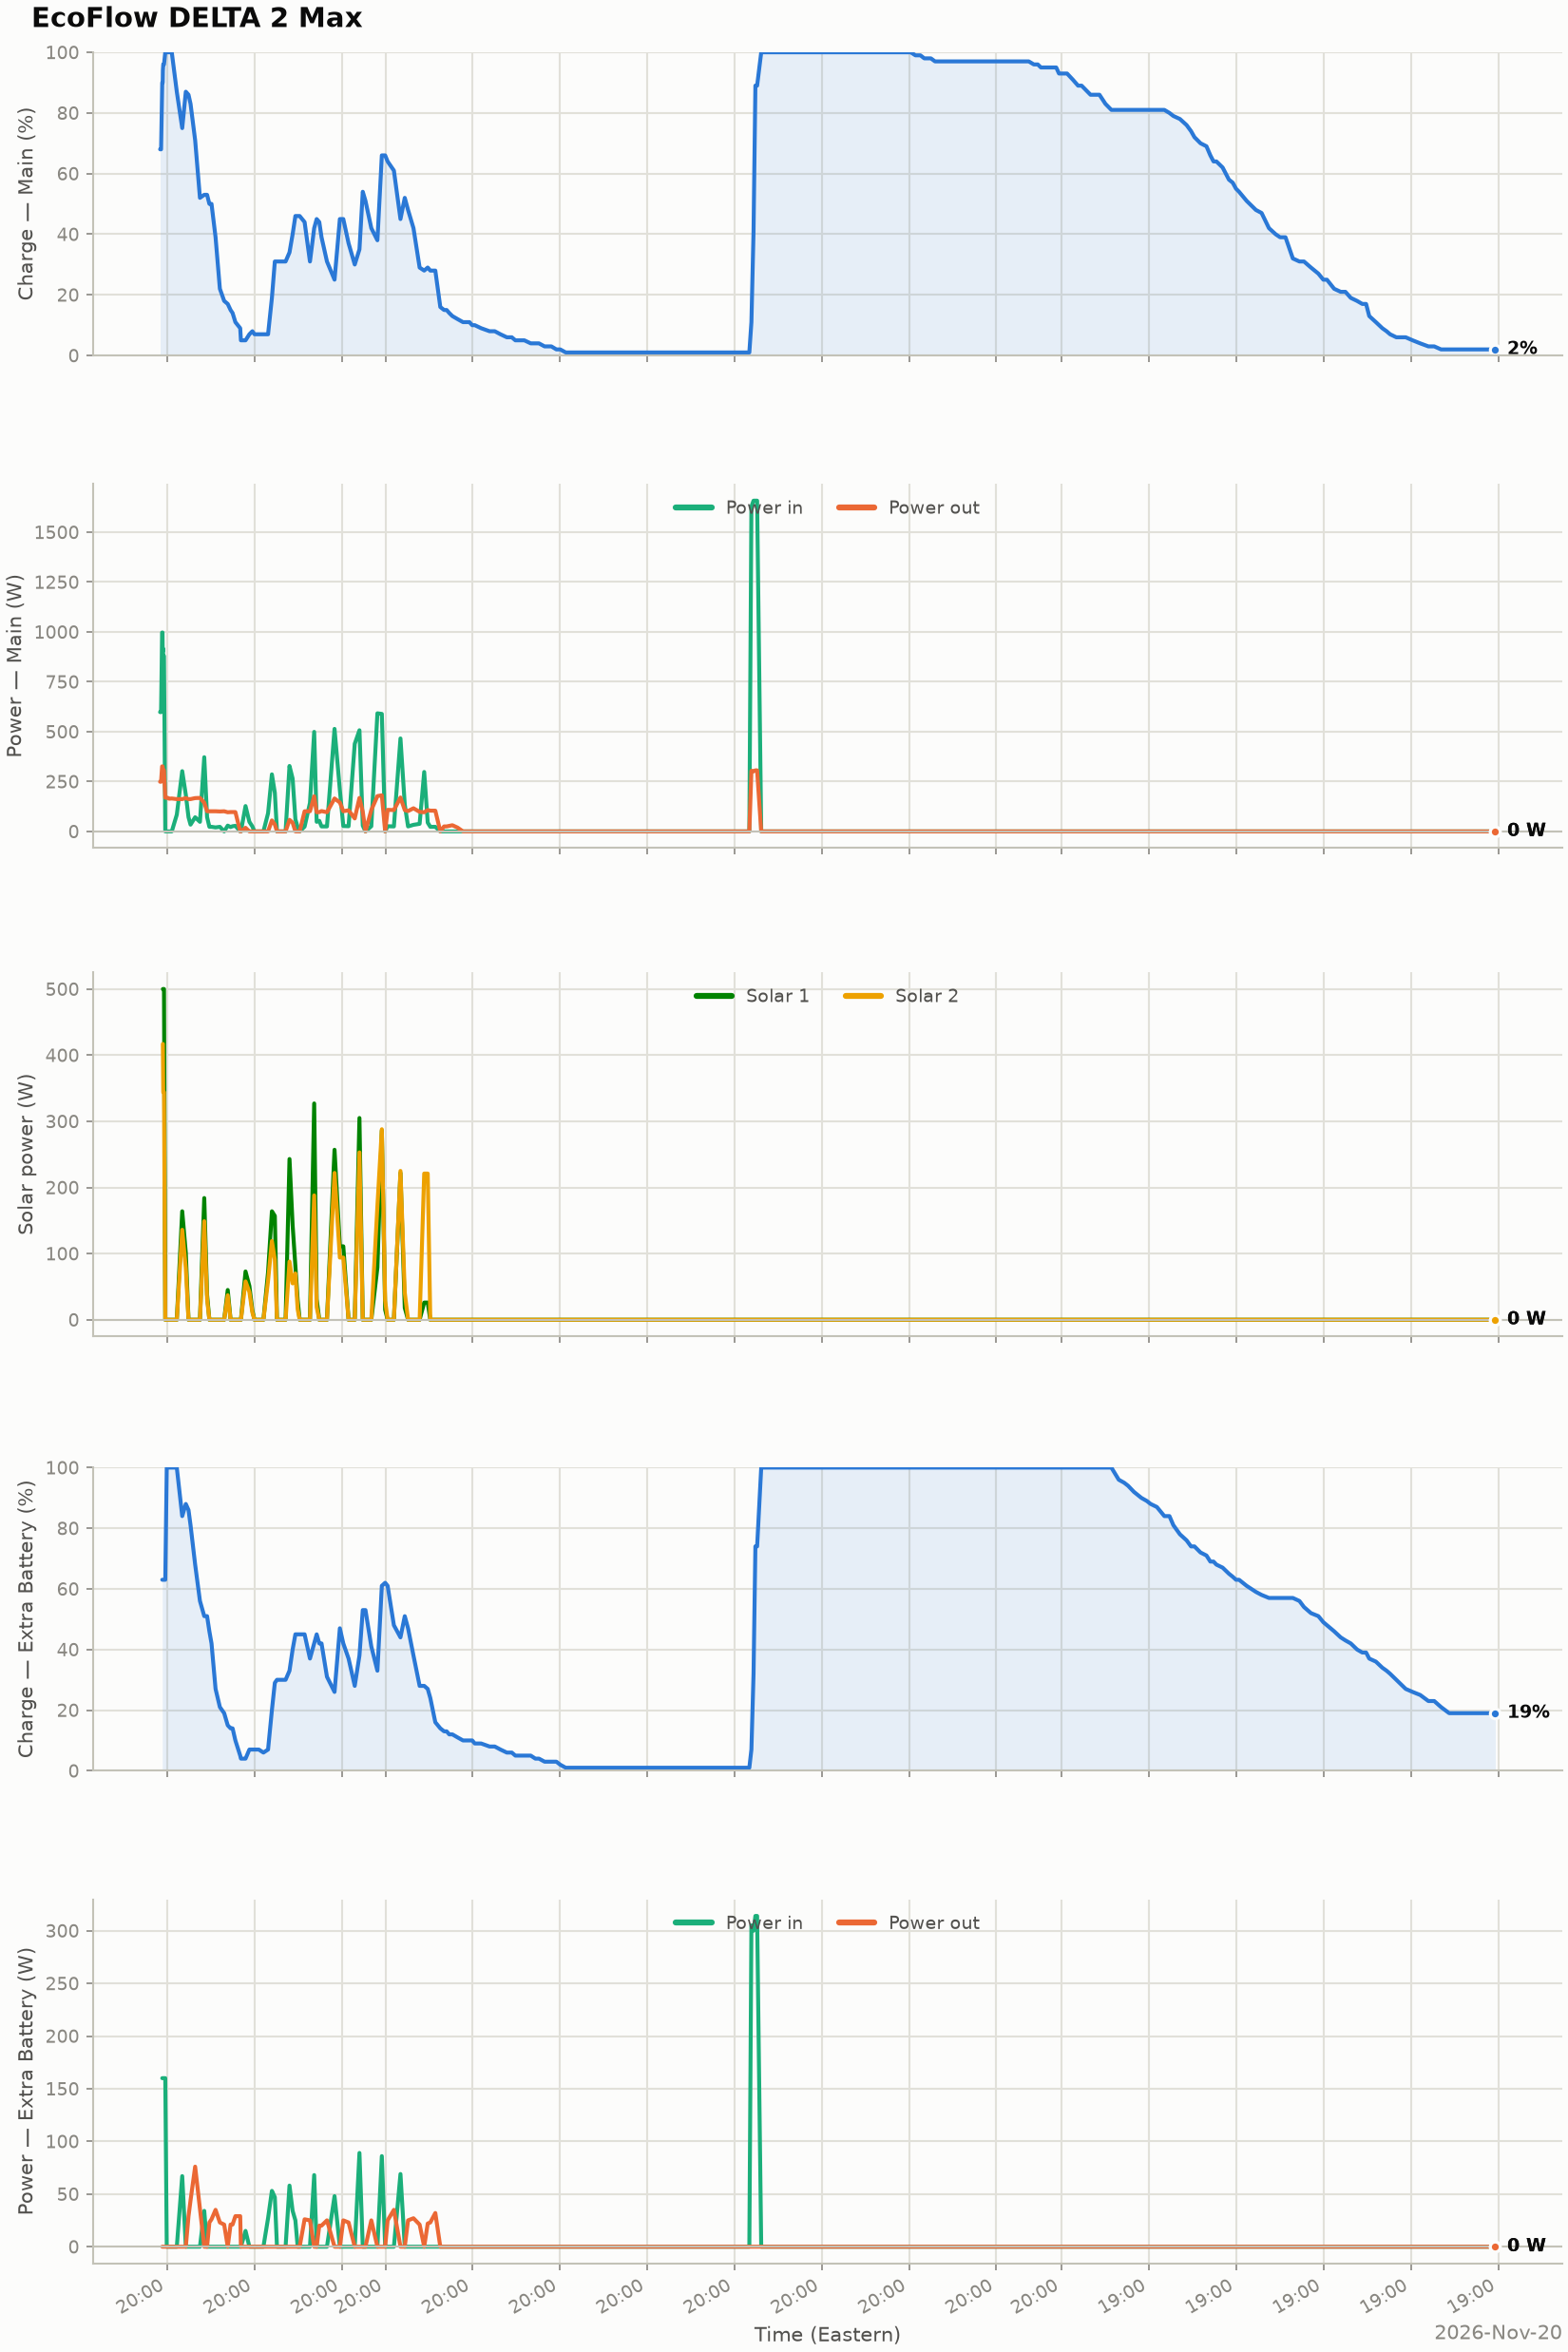 EcoFlow DELTA 2 Max
Charge — Main (%)
100
80
60
40
20
0
2%
Power — Main (W)
Power in
Power out
1500
1250
1000
750
500
250
0
0 W
Solar power (W)
Solar 1
Solar 2
500
400
300
200
100
0
0 W
Charge — Extra Battery (%)
100
80
60
40
20
0
19%
Power — Extra Battery (W)
Power in
Power out
300
250
200
150
100
50
0
0 W
20:00 20:00 20:00 20:00 20:00 20:00 20:00 20:00 20:00 20:00 20:00 20:00 19:00 19:00 19:00 19:00 19:00
Time (Eastern)
2026-Nov-20